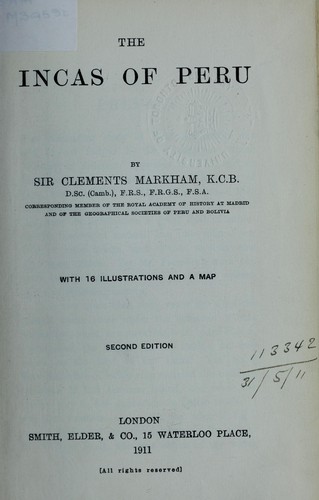 THE
INCAS OF PERU
BY
SIR CLEMENTS MARKHAM, K.C.B.
D.SC. (Camb.), F.R.S., F.R.G.S., F.S.A.
CORRESPONDING MEMBER OF THE ROYAL ACADEMY OF HISTORY AT MADRID
AND OF THE GEOGRAPHICAL SOCIETIES OF PERU AND BOLIVIA
WITH 16 ILLUSTRATIONS AND A MAP
SECOND EDITION
113342
31/5/11
LONDON
SMITH, ELDER, & CO., 15 WATERLOO PLACE,
1911
[All rights reserved]